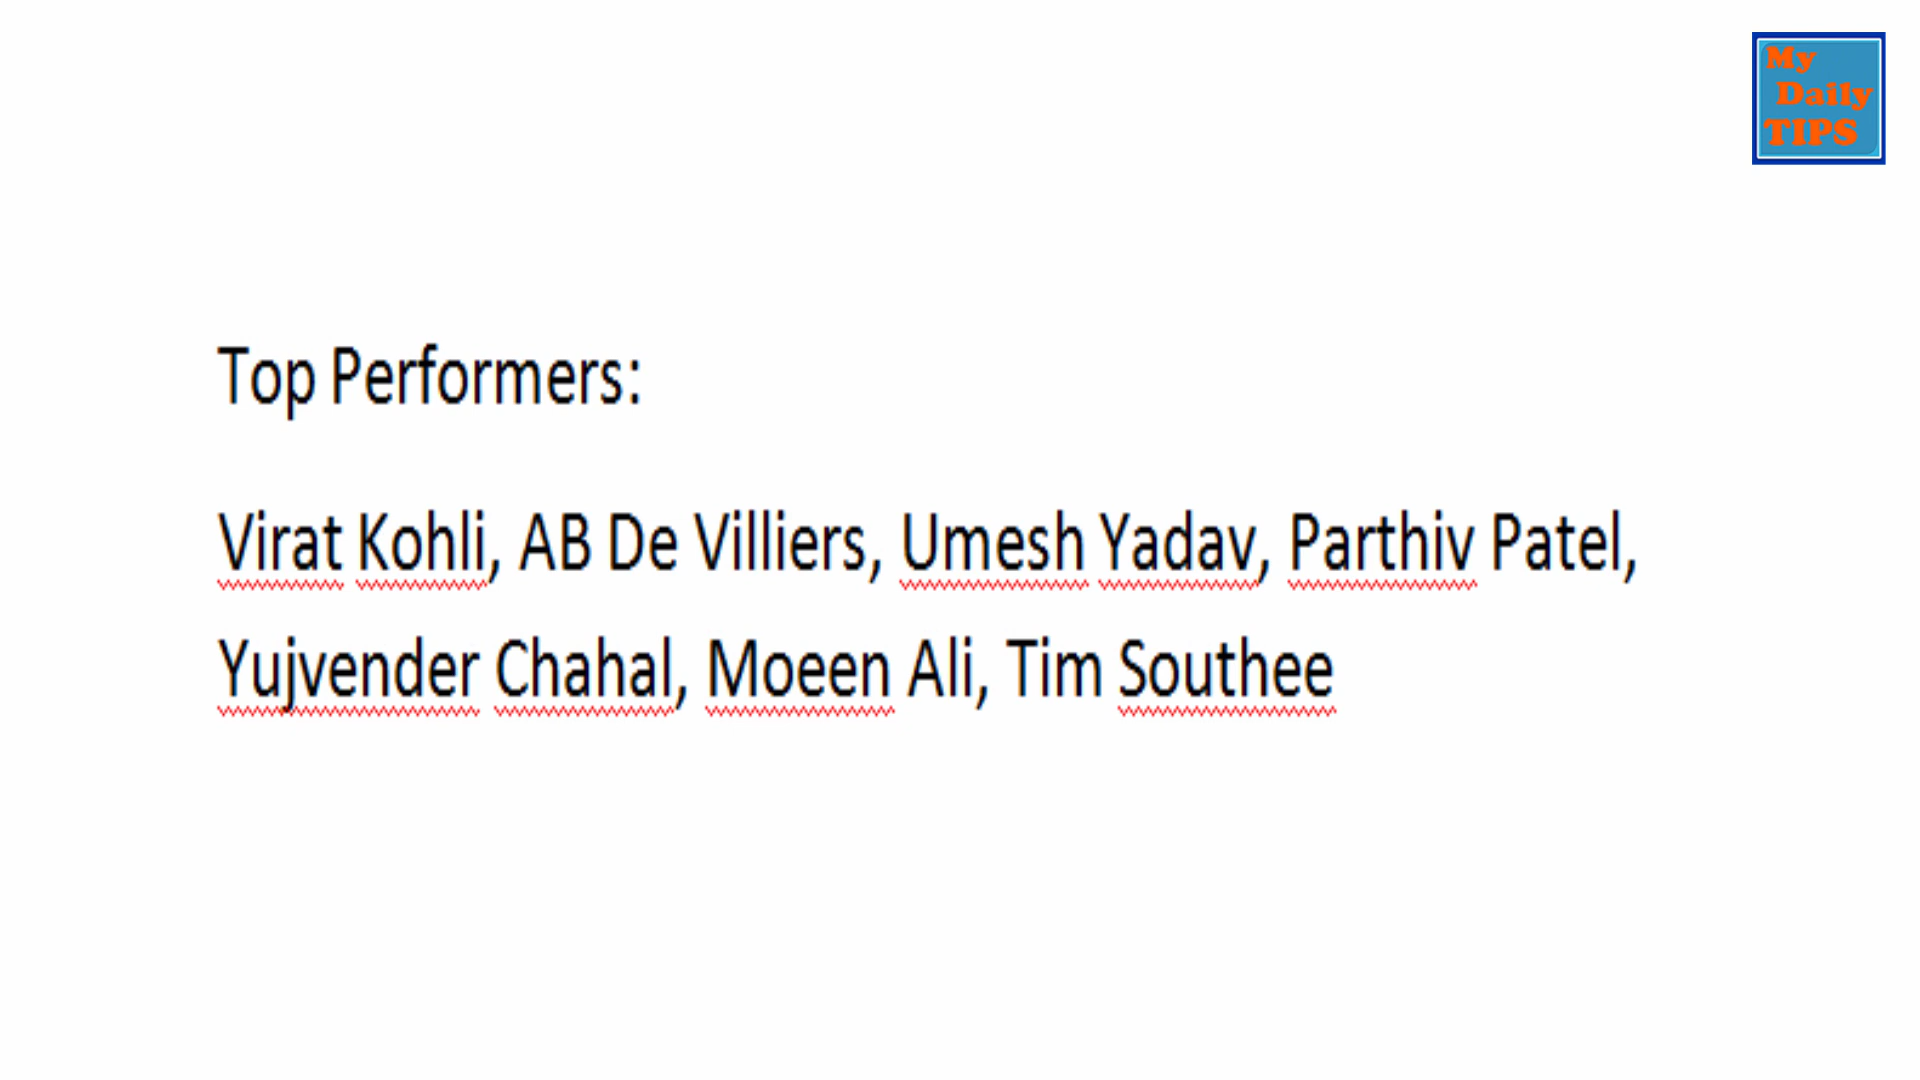 My
Daily
TIPS
Top Performers:
Virat Kohli, AB De Villiers, Umesh Yadav, Parthiv Patel,
Yujvender Chahal, Moeen Ali, Tim Southee